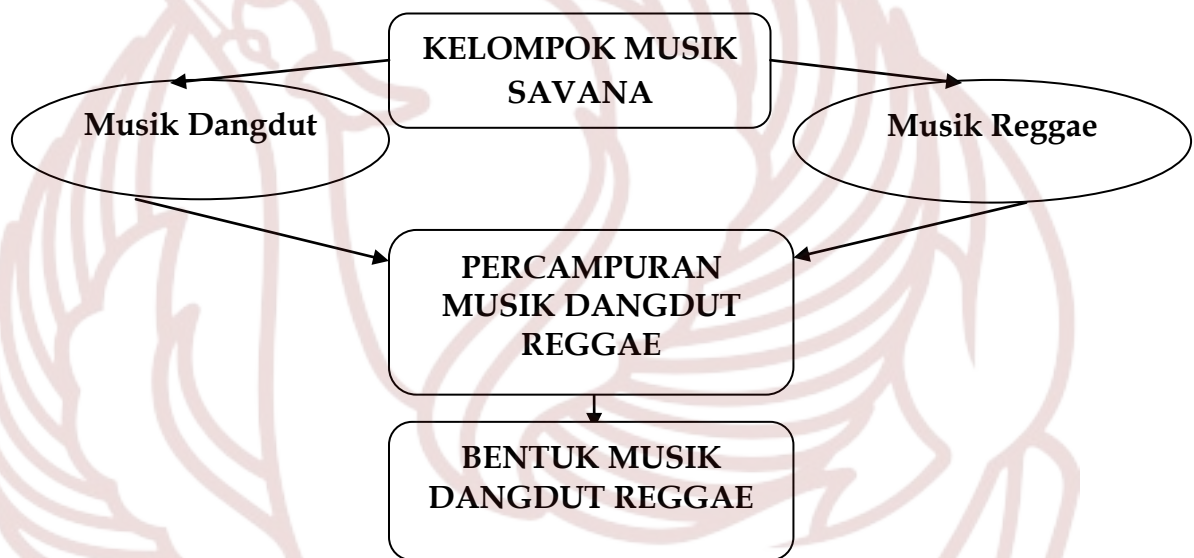 KELOMPOK MUSIK
SAVANA
Musik Dangdut
Musik Reggae
PERCAMPURAN
MUSIK DANGDUT
REGGAE
BENTUK MUSIK
DANGDUT REGGAE